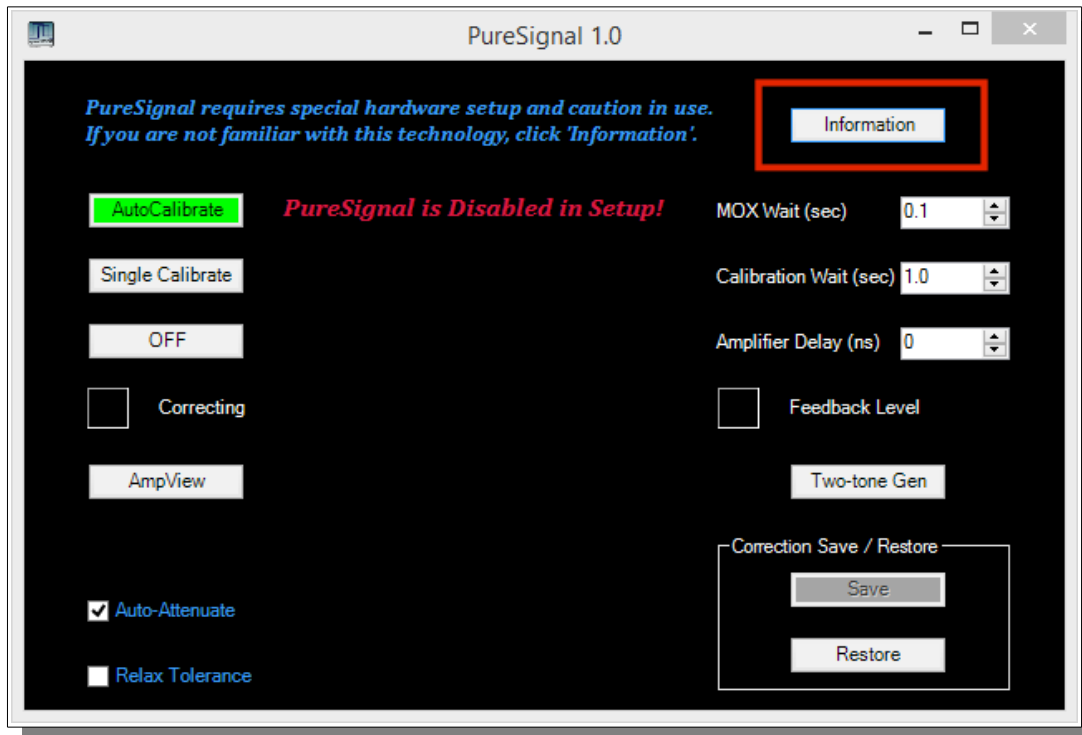 PureSignal 1.0
PureSignal requires special hardware setup and caution in use.
If you are not familiar with this technology, click 'Information'.
Information
AutoCalibrate
PureSignal is Disabled in Setup!
MOX Wait (sec) 0.1
Single Calibrate
Calibration Wait (sec) 1.0
OFF
Amplifier Delay (ns) 0
Correcting
Feedback Level
AmpView
Two-tone Gen
Correction Save / Restore
Save
Auto-Attenuate
Restore
Relax Tolerance